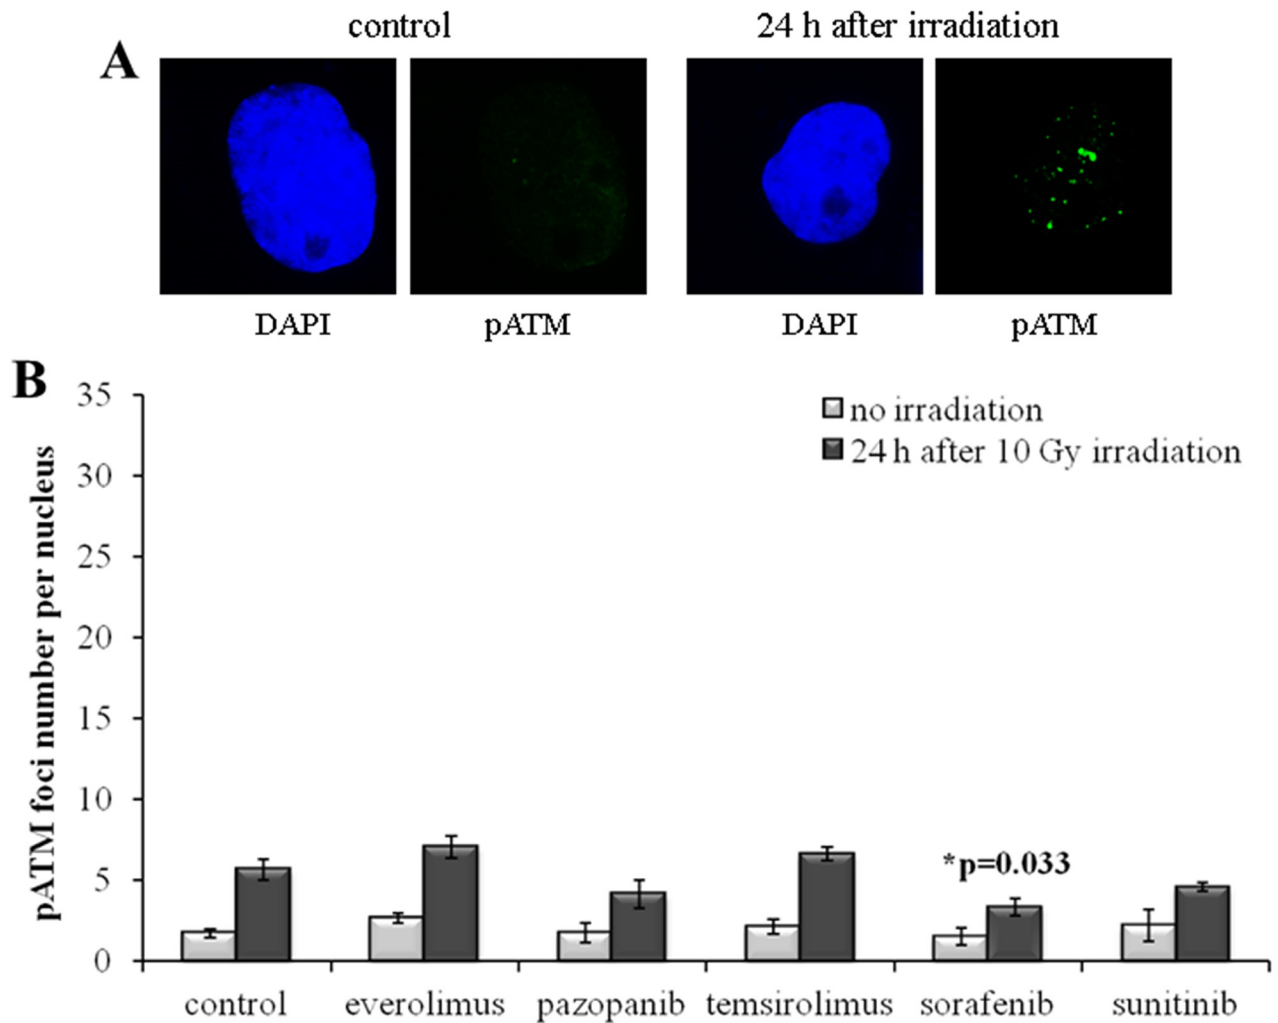 control 24 h after irradiation
A
DAPI pATM DAPI pATM
B
pATM foci number per nucleus
35
30
25
20
15
10
5
0
no irradiation
24 h after 10 Gy irradiation
*p=0.033
control everolimus pazopanib temsirolimus sorafenib sunitinib